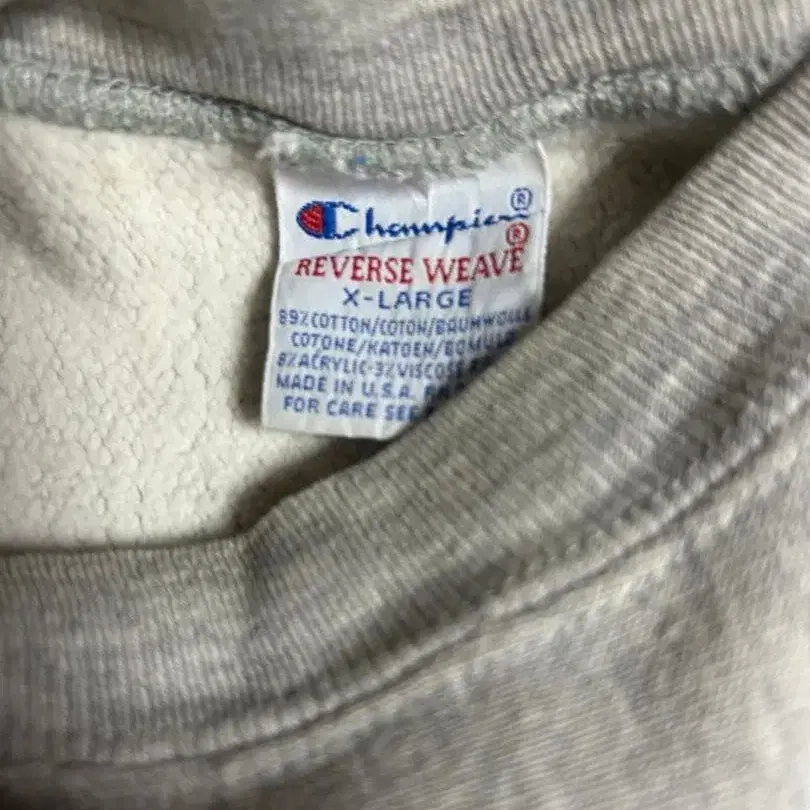 Champion®
REVERSE WEAVE®
X-LARGE
89% COTTON/COTON/BAUMWOLLE
COTONE/KATOEN/BOMULL
8% ACRYLIC-3% VISCOSE
MADE IN U.S.A.
FOR CARE SEE